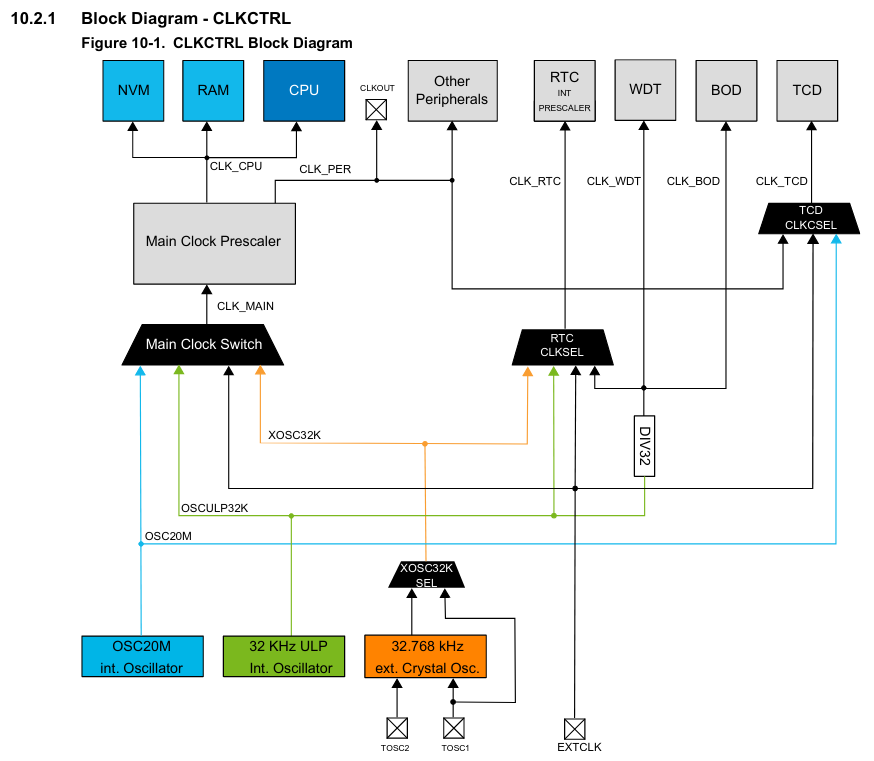 10.2.1 Block Diagram - CLKCTRL
Figure 10-1. CLKCTRL Block Diagram
NVM
RAM
CPU
CLKOUT
Other
Peripherals
RTC
INT
PRESCALER
WDT
BOD
TCD
CLK_CPU
CLK_PER
CLK_RTC
CLK_WDT
CLK_BOD
CLK_TCD
TCD
CLKCSEL
Main Clock Prescaler
CLK_MAIN
Main Clock Switch
RTC
CLKSEL
XOSC32K
DIV32
OSCULP32K
OSC20M
XOSC32K
SEL
OSC20M
int. Oscillator
32 KHz ULP
Int. Oscillator
32.768 kHz
ext. Crystal Osc.
TOSC2
TOSC1
EXTCLK